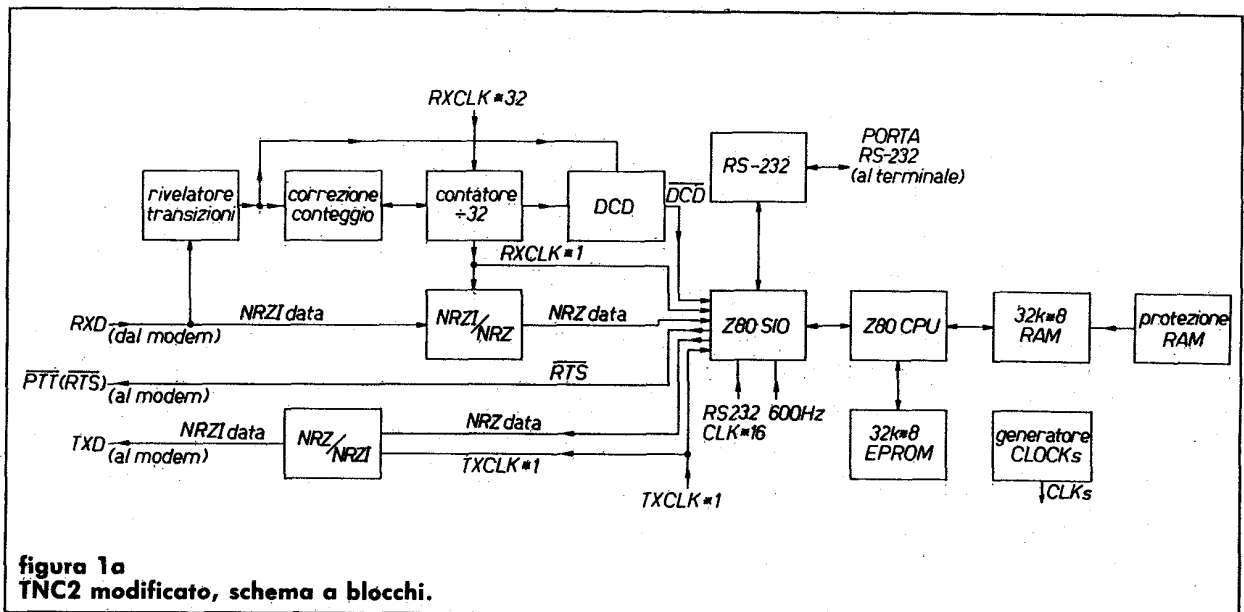 RXCLK*32
PORTA
RS-232
(al terminale)
RS-232
rivelatore
transizioni
correzione
conteggio
contatore
÷32
DCD
DCD
RXCLK*1
RXD
(dal modem)
NRZI data
NRZI/
NRZ
NRZ data
Z80 SIO
Z80 CPU
32k*8
RAM
protezione
RAM
PTT(RTS)
(al modem)
RTS
RS232 600Hz
CLK*16
TXD
(al modem)
NRZI data
NRZ/
NRZI
NRZ data
TXCLK*1
TXCLK*1
32k*8
EPROM
generatore
CLOCKs
CLKs
figura 1a
TNC2 modificato, schema a blocchi.